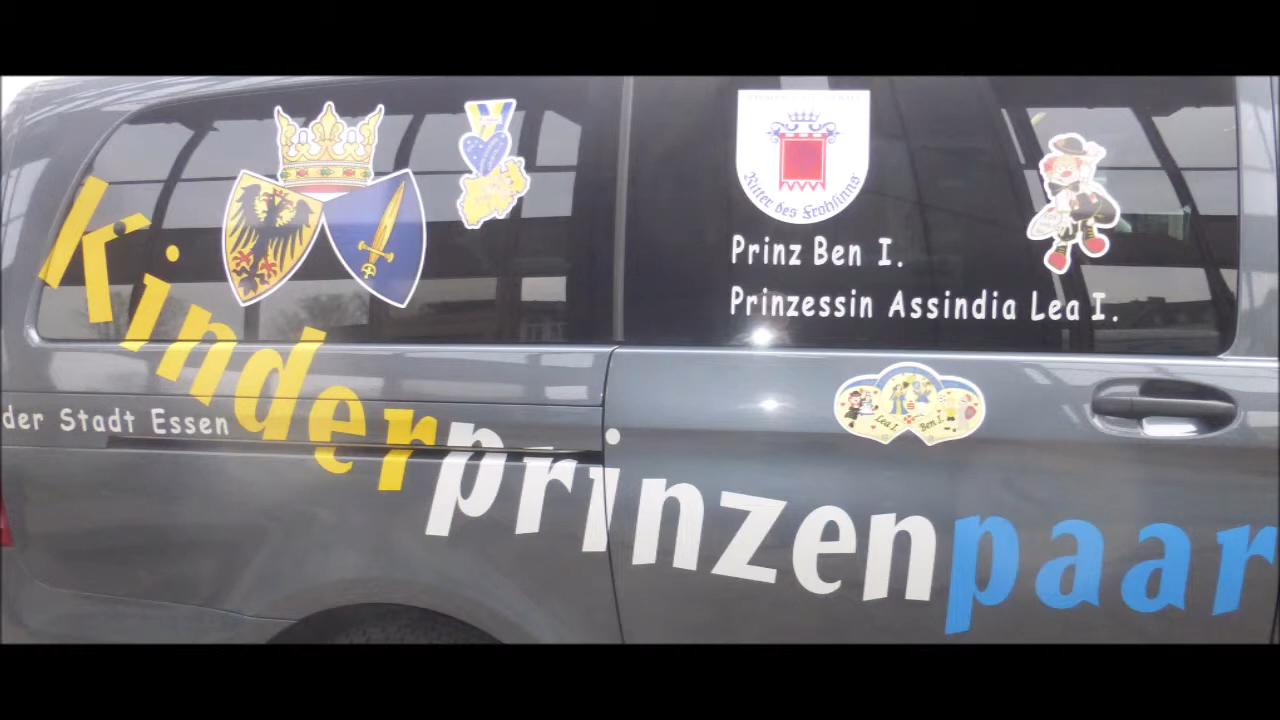 Ritter des Frohsinns
Prinz Ben I.
Prinzessin Assindia Lea I.
Lea I. Ben I.
Kinderprinzenpaar
der Stadt Essen